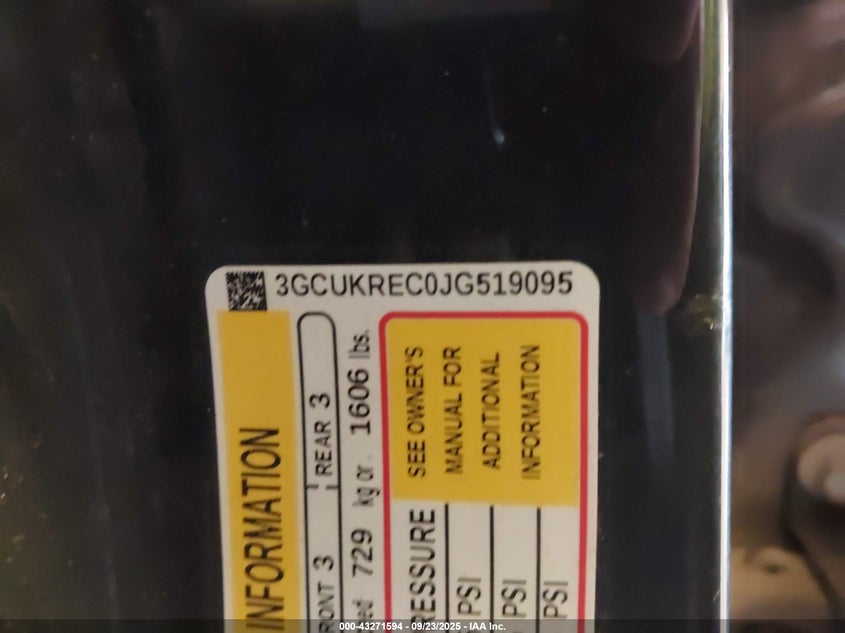 3GCUKREC0JG519095
INFORMATION
FRONT 3 REAR 3
729 kg or 1606 lbs.
PRESSURE
SEE OWNER'S
MANUAL FOR
ADDITIONAL
INFORMATION
PSI
PSI
PSI
000-43271594 - 09/23/2025 - IAA Inc.